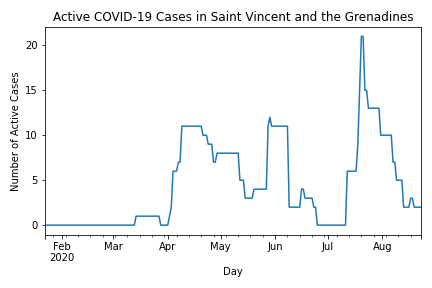 Active COVID-19 Cases in Saint Vincent and the Grenadines
Number of Active Cases
20
15
10
5
0
Feb Mar Apr May Jun Jul Aug
2020
Day